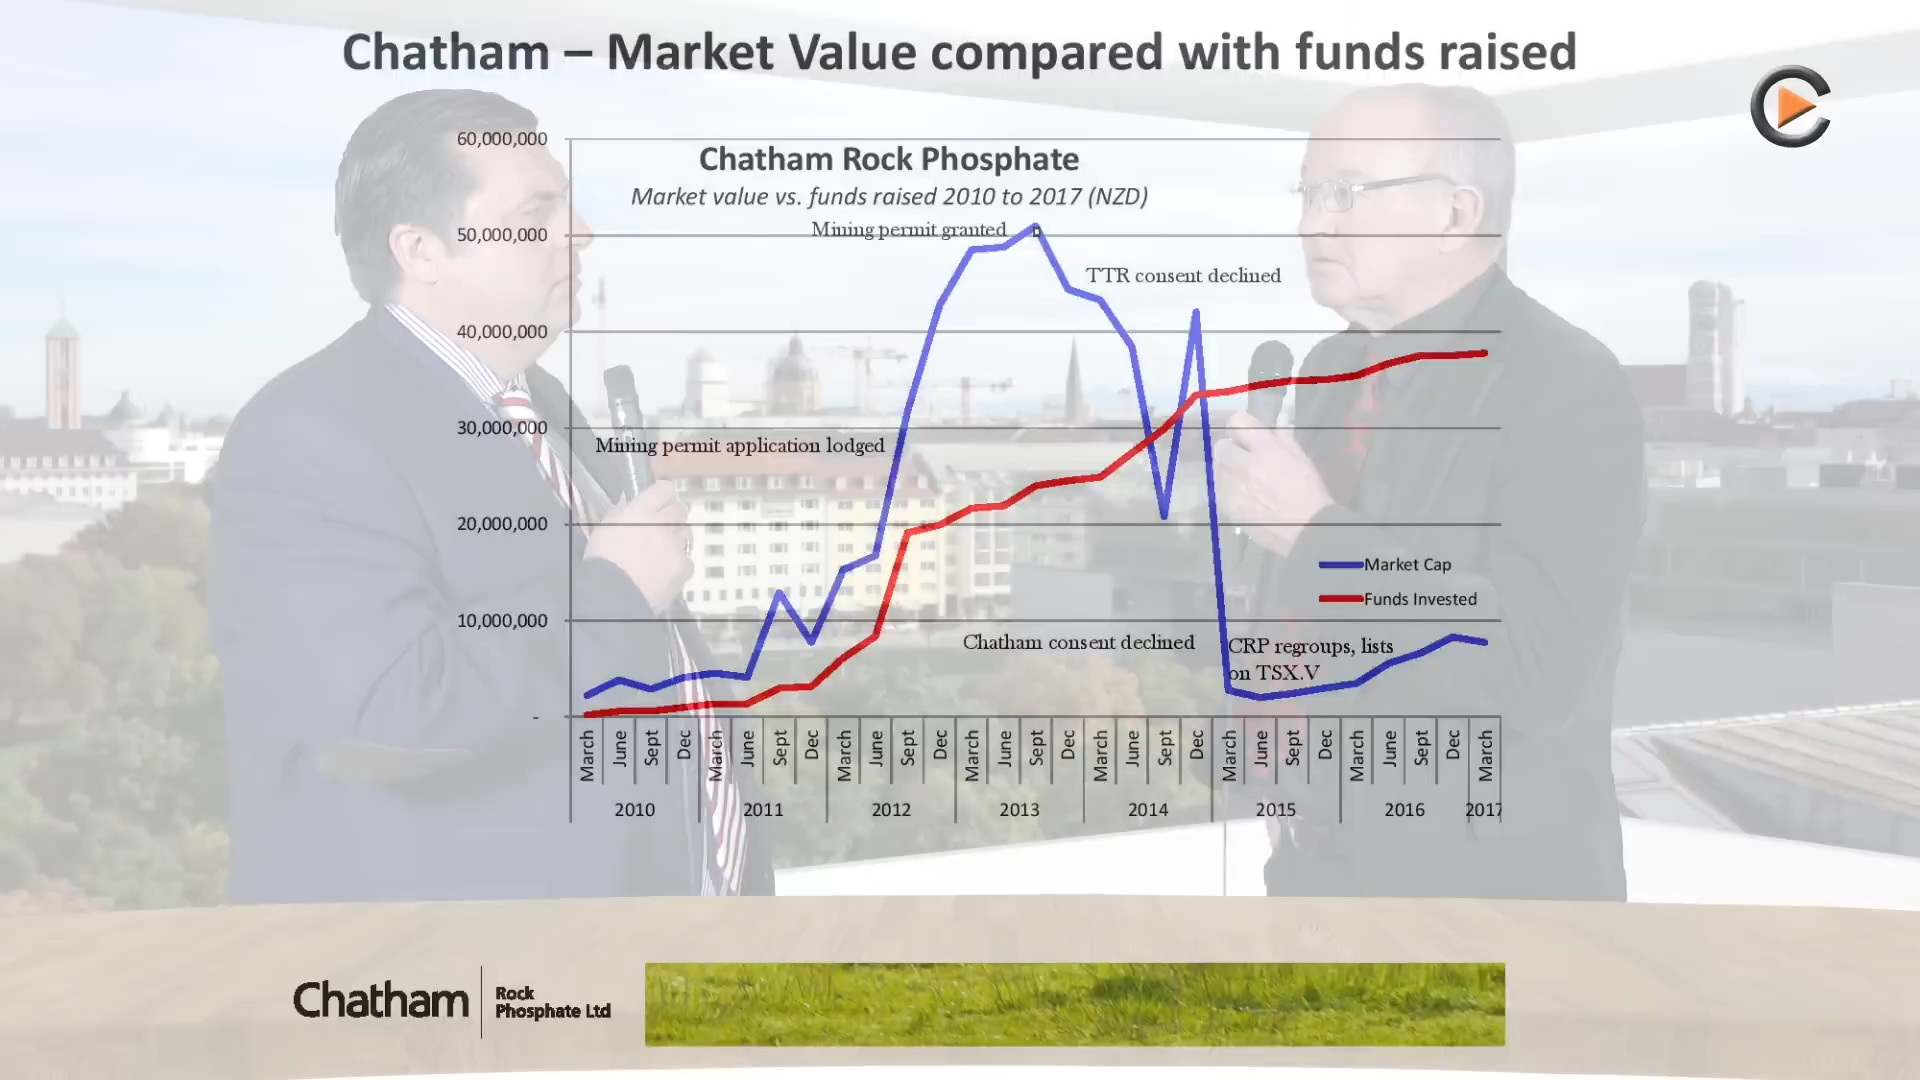 Chatham – Market Value compared with funds raised
Chatham Rock Phosphate
Market value vs. funds raised 2010 to 2017 (NZD)
60,000,000
50,000,000
40,000,000
30,000,000
20,000,000
10,000,000
-
Mining permit granted
TTR consent declined
Mining permit application lodged
Market Cap
Funds Invested
Chatham consent declined
CRP regroups, lists
on TSX.V
March June Sept Dec March June Sept Dec March June Sept Dec March June Sept Dec March June Sept Dec March June Sept Dec March June Sept Dec March
2010 2011 2012 2013 2014 2015 2016 2017
Chatham
Rock
Phosphate Ltd